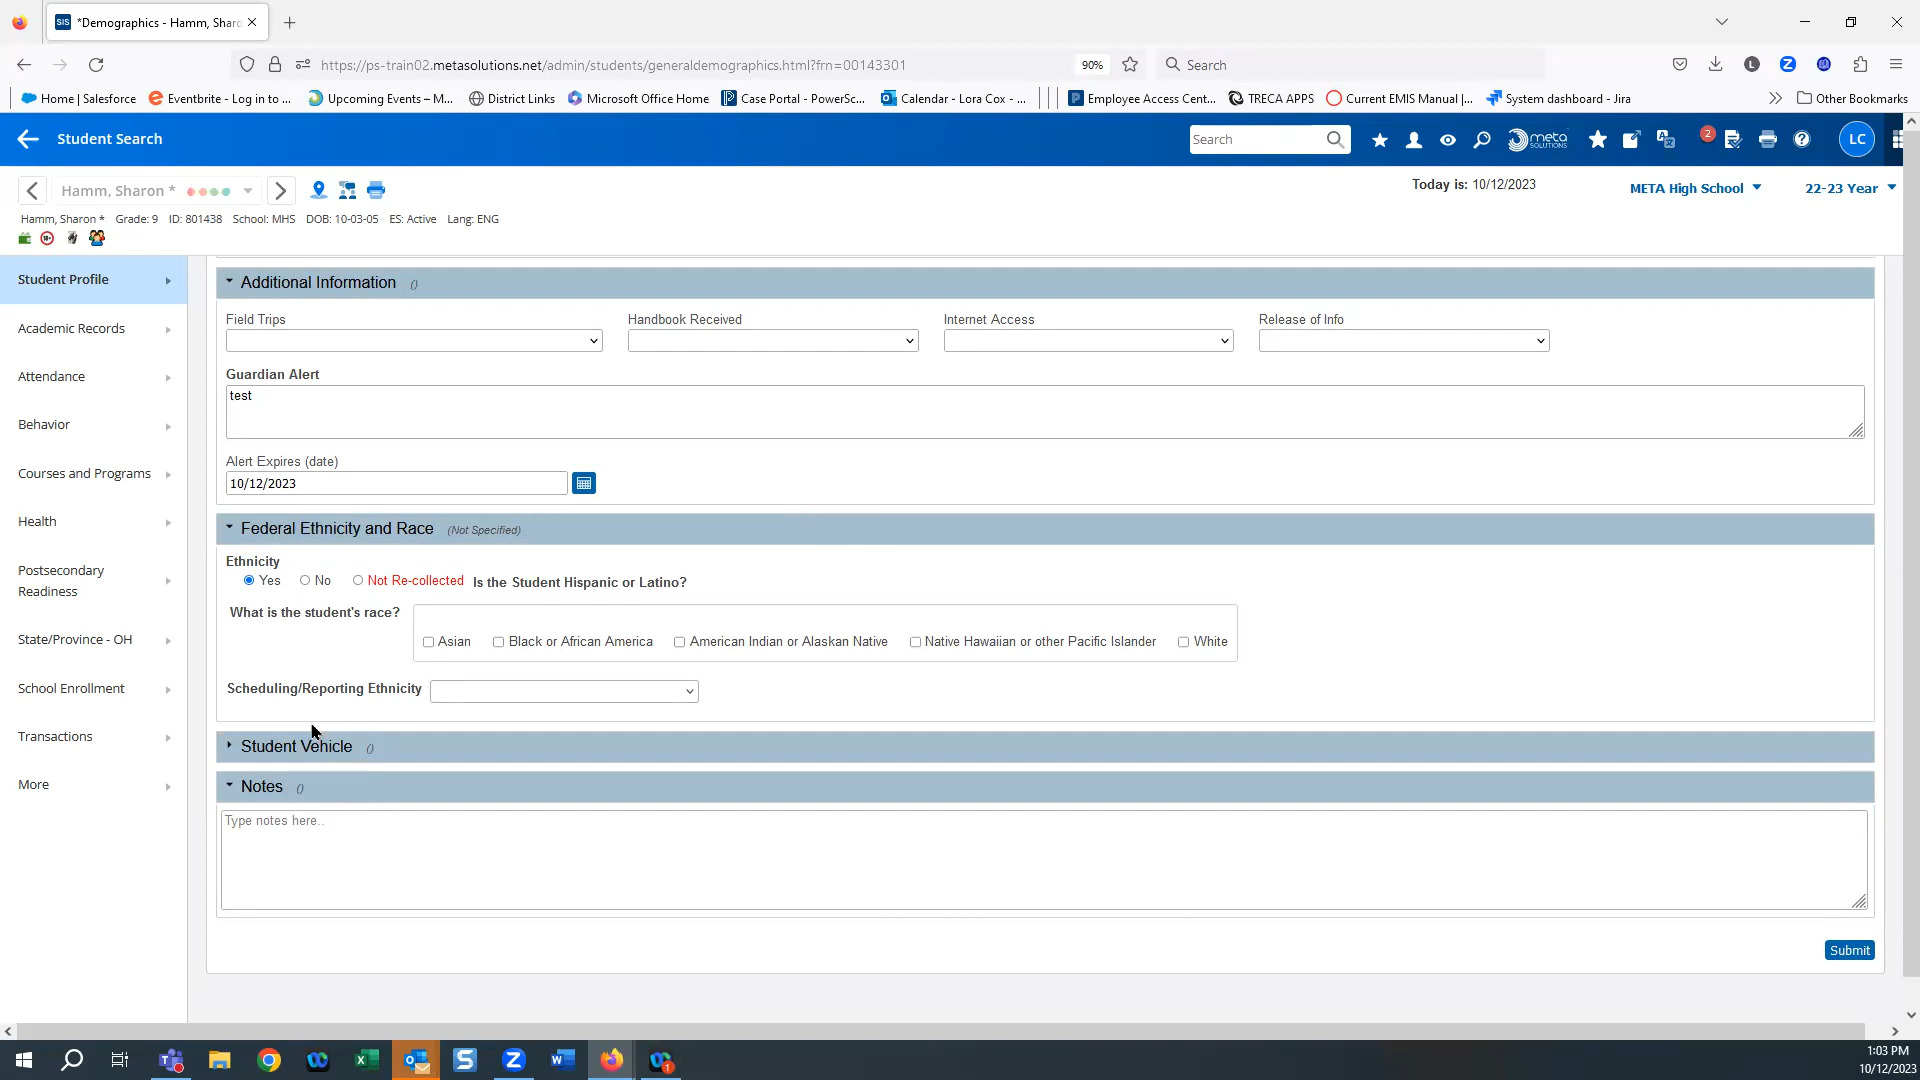 *Demographics - Hamm, Sharo
https://ps-train02.metasolutions.net/admin/students/generaldemographics.html?frn=00143301
90%
Search
Home | Salesforce
Eventbrite - Log in to ...
Upcoming Events – M...
District Links
Microsoft Office Home
Case Portal - PowerSc...
Calendar - Lora Cox - ...
Employee Access Cent...
TRECA APPS
Current EMIS Manual |...
System dashboard - Jira
Other Bookmarks
Student Search
Search
meta
SOLUTIONS
2
LC
Hamm, Sharon *
Today is: 10/12/2023
META High School
22-23 Year
Hamm, Sharon * Grade: 9 ID: 801438 School: MHS DOB: 10-03-05 ES: Active Lang: ENG
Student Profile
Academic Records
Attendance
Behavior
Courses and Programs
Health
Postsecondary
Readiness
State/Province - OH
School Enrollment
Transactions
More
Additional Information ()
Field Trips
Handbook Received
Internet Access
Release of Info
Guardian Alert
test
Alert Expires (date)
10/12/2023
Federal Ethnicity and Race (Not Specified)
Ethnicity
Yes No Not Re-collected Is the Student Hispanic or Latino?
What is the student's race?
Asian Black or African America American Indian or Alaskan Native Native Hawaiian or other Pacific Islander White
Scheduling/Reporting Ethnicity
Student Vehicle ()
Notes ()
Type notes here..
Submit
1:03 PM
10/12/2023